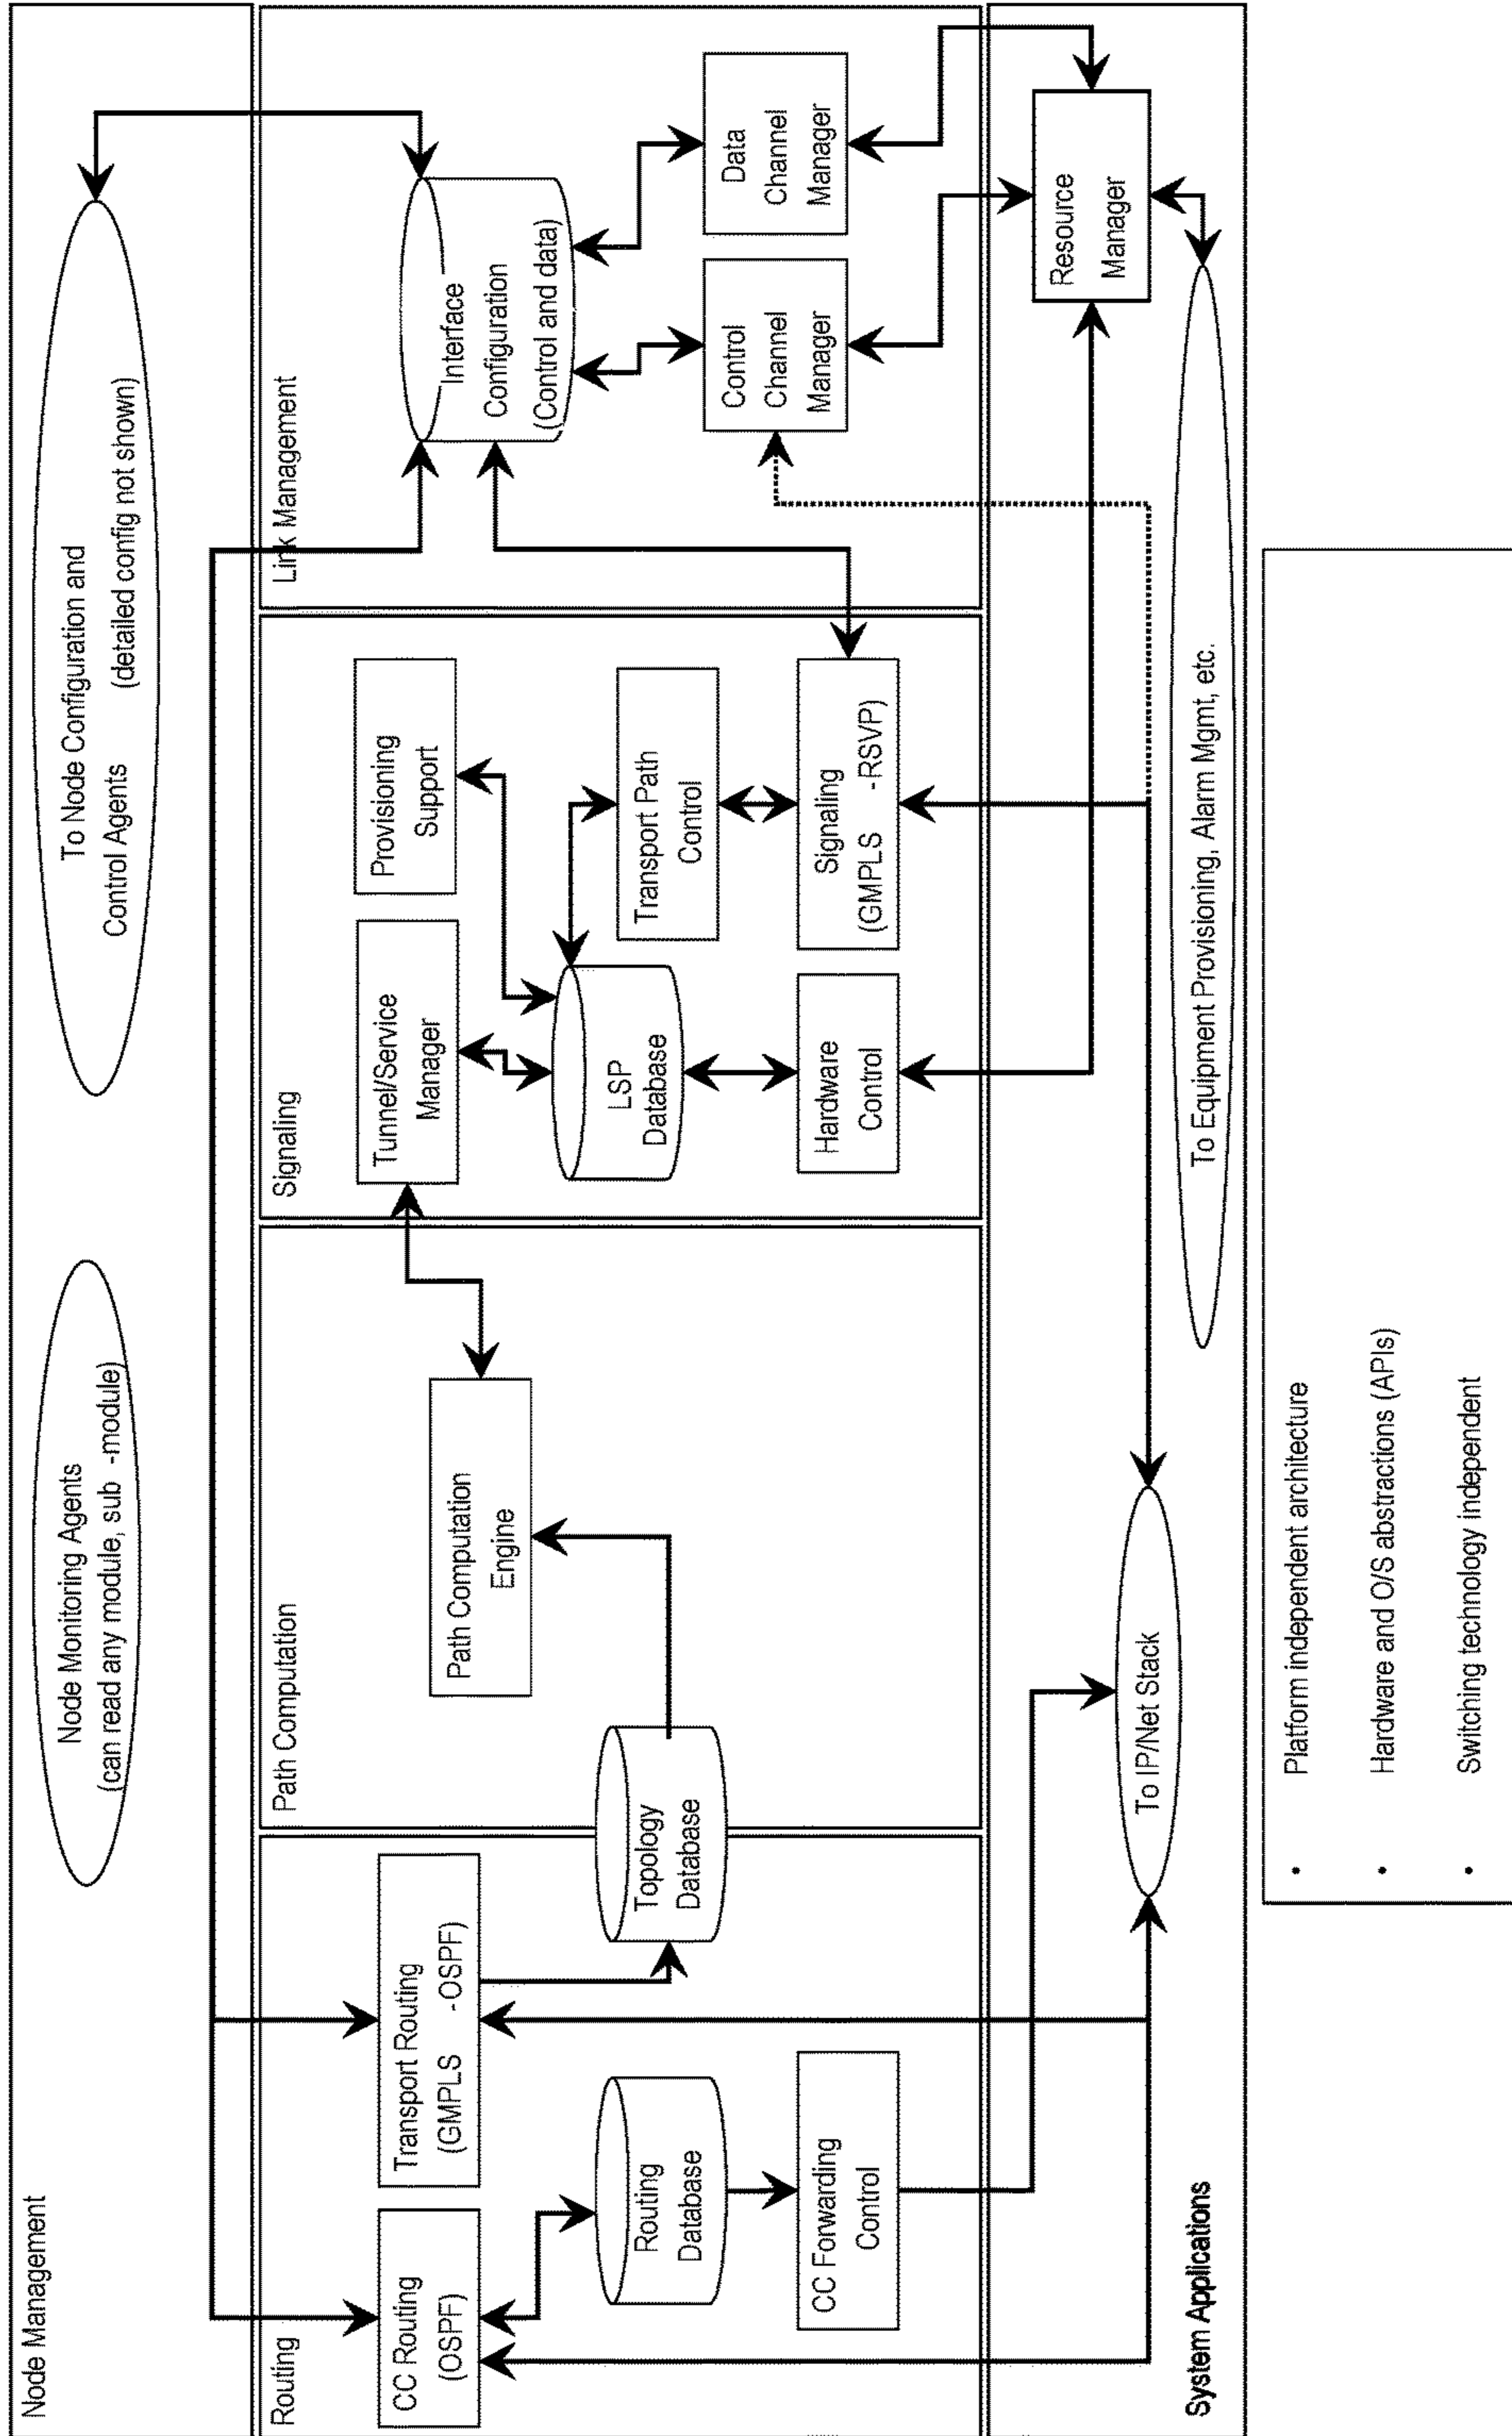 Node Management
Node Monitoring Agents
(can read any module, sub -module)
To Node Configuration and
Control Agents (detailed config not shown)
Routing
CC Routing
(OSPF)
Transport Routing
(GMPLS -OSPF)
Routing
Database
CC Forwarding
Control
Topology
Database
Path Computation
Path Computation
Engine
Signaling
Tunnel/Service
Manager
Provisioning
Support
LSP
Database
Transport Path
Control
Hardware
Control
Signaling
(GMPLS -RSVP)
Link Management
Interface
Configuration
(Control and data)
Control
Channel
Manager
Data
Channel
Manager
System Applications
To IP/Net Stack
To Equipment Provisioning, Alarm Mgmt, etc.
Resource
Manager
• Platform independent architecture
• Hardware and O/S abstractions (APIs)
• Switching technology independent